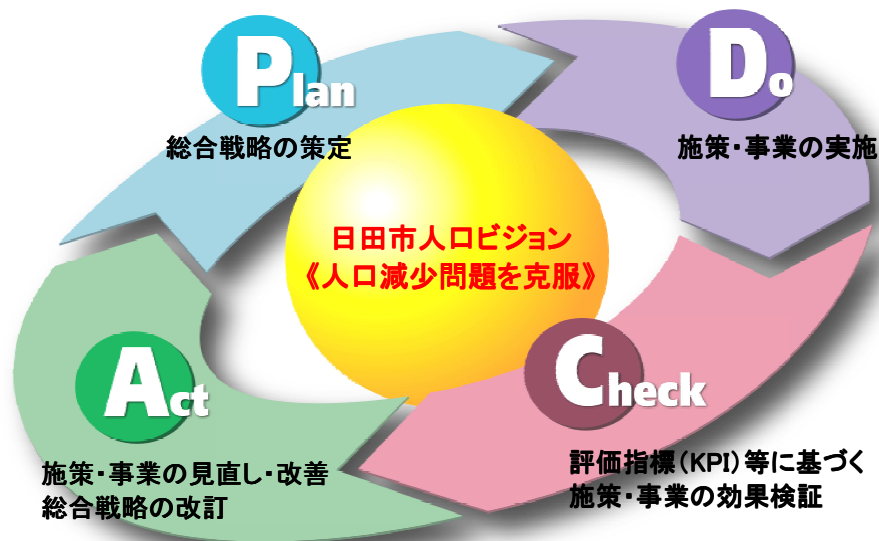 Plan
総合戦略の策定
Do
施策・事業の実施
日田市人口ビジョン
《人口減少問題を克服》
Check
評価指標(KPI)等に基づく
施策・事業の効果検証
Act
施策・事業の見直し・改善
総合戦略の改訂